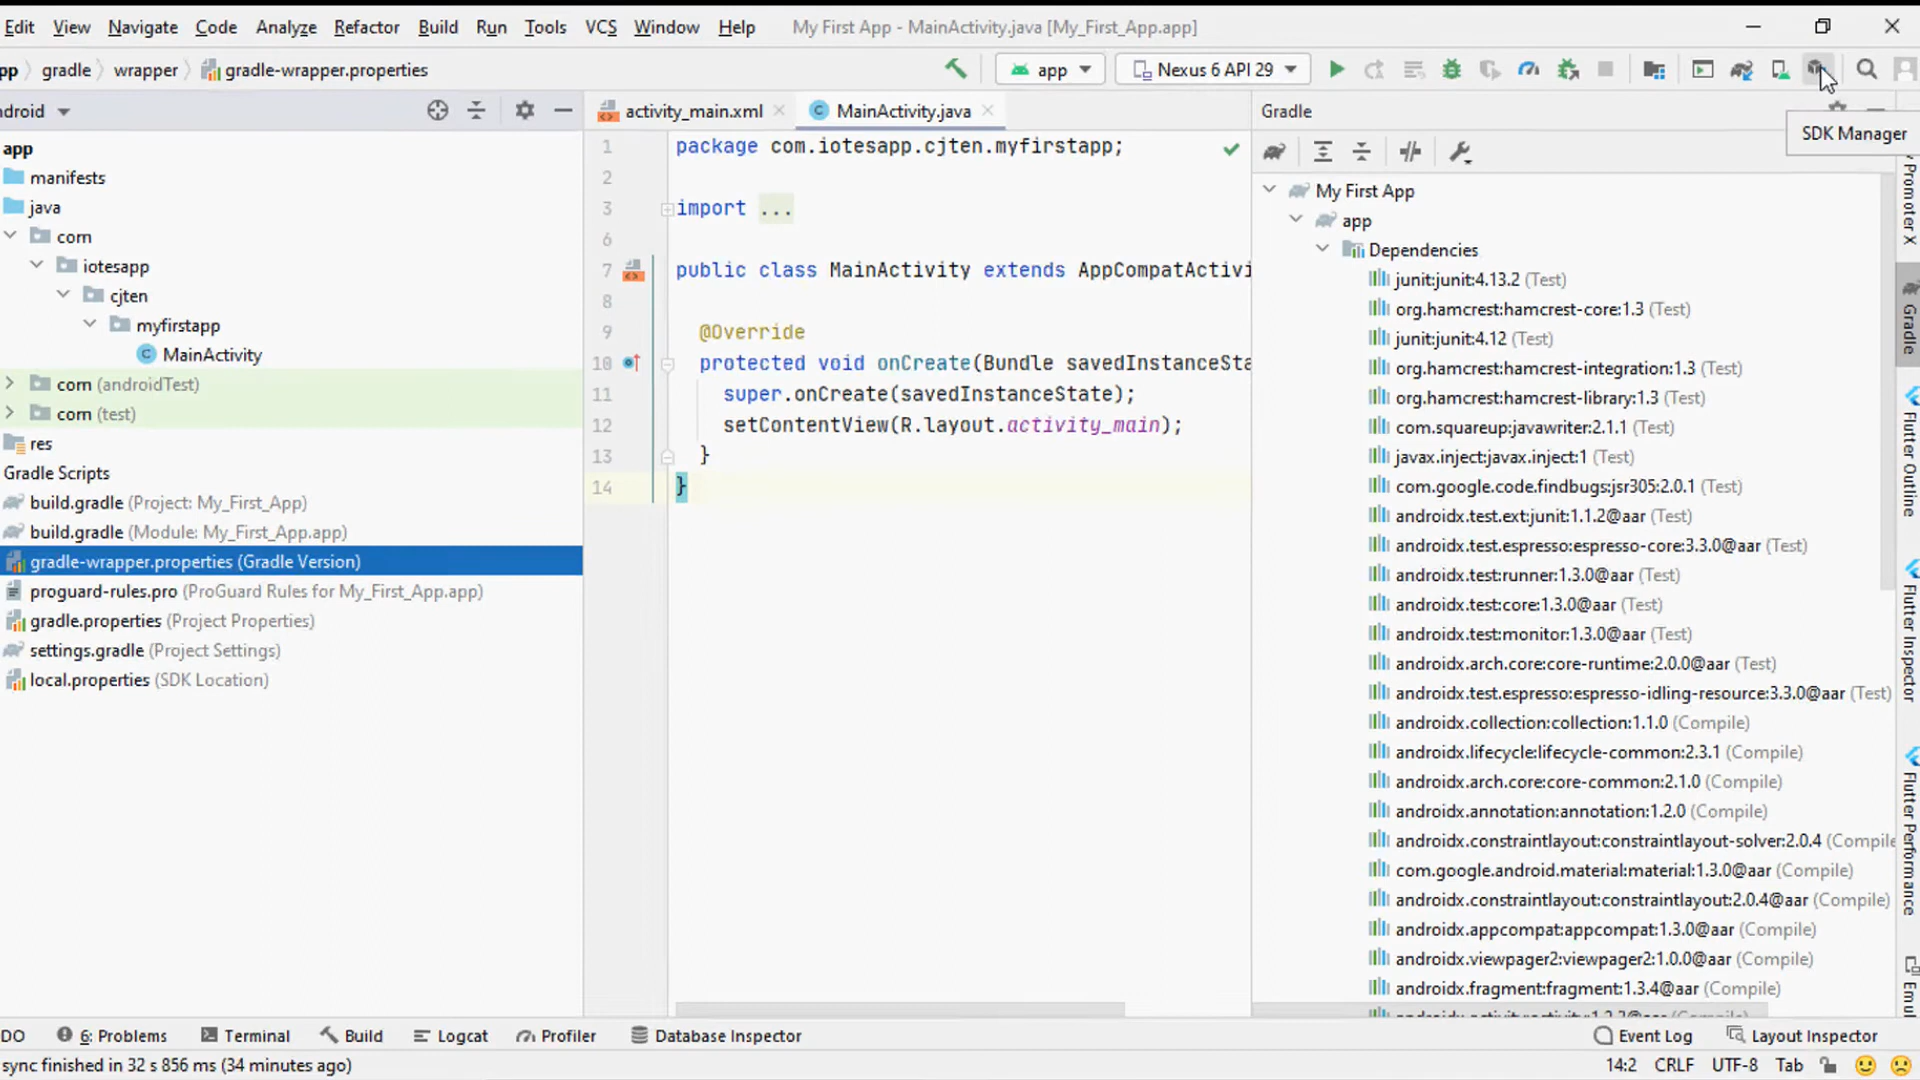 Edit View Navigate Code Analyze Refactor Build Run Tools VCS Window Help My First App - MainActivity.java [My_First_App.app]
pp gradle wrapper gradle-wrapper.properties app Nexus 6 API 29
ndroid activity_main.xml MainActivity.java Gradle
SDK Manager
app
manifests
java
com
iotesapp
cjten
myfirstapp
MainActivity
com (androidTest)
com (test)
res
Gradle Scripts
build.gradle (Project: My_First_App)
build.gradle (Module: My_First_App.app)
gradle-wrapper.properties (Gradle Version)
proguard-rules.pro (ProGuard Rules for My_First_App.app)
gradle.properties (Project Properties)
settings.gradle (Project Settings)
local.properties (SDK Location)
1 package com.iotesapp.cjten.myfirstapp;
2
3 import ...
6
7 public class MainActivity extends AppCompatActivi
8
9 @Override
10 protected void onCreate(Bundle savedInstanceSta
11 super.onCreate(savedInstanceState);
12 setContentView(R.layout.activity_main);
13 }
14 }
My First App
app
Dependencies
junit:junit:4.13.2 (Test)
org.hamcrest:hamcrest-core:1.3 (Test)
junit:junit:4.12 (Test)
org.hamcrest:hamcrest-integration:1.3 (Test)
org.hamcrest:hamcrest-library:1.3 (Test)
com.squareup:javawriter:2.1.1 (Test)
javax.inject:javax.inject:1 (Test)
com.google.code.findbugs:jsr305:2.0.1 (Test)
androidx.test.ext:junit:1.1.2@aar (Test)
androidx.test.espresso:espresso-core:3.3.0@aar (Test)
androidx.test:runner:1.3.0@aar (Test)
androidx.test:core:1.3.0@aar (Test)
androidx.test:monitor:1.3.0@aar (Test)
androidx.arch.core:core-runtime:2.0.0@aar (Test)
androidx.test.espresso:espresso-idling-resource:3.3.0@aar (Test)
androidx.collection:collection:1.1.0 (Compile)
androidx.lifecycle:lifecycle-common:2.3.1 (Compile)
androidx.arch.core:core-common:2.1.0 (Compile)
androidx.annotation:annotation:1.2.0 (Compile)
androidx.constraintlayout:constraintlayout-solver:2.0.4 (Compile
com.google.android.material:material:1.3.0@aar (Compile)
androidx.constraintlayout:constraintlayout:2.0.4@aar (Compile)
androidx.appcompat:appcompat:1.3.0@aar (Compile)
androidx.viewpager2:viewpager2:1.0.0@aar (Compile)
androidx.fragment:fragment:1.3.4@aar (Compile)
Promoter X
Gradle
Flutter Outline
Flutter Inspector
Flutter Performance
Emul
DO 6: Problems Terminal Build Logcat Profiler Database Inspector Event Log Layout Inspector
sync finished in 32 s 856 ms (34 minutes ago) 14:2 CRLF UTF-8 Tab